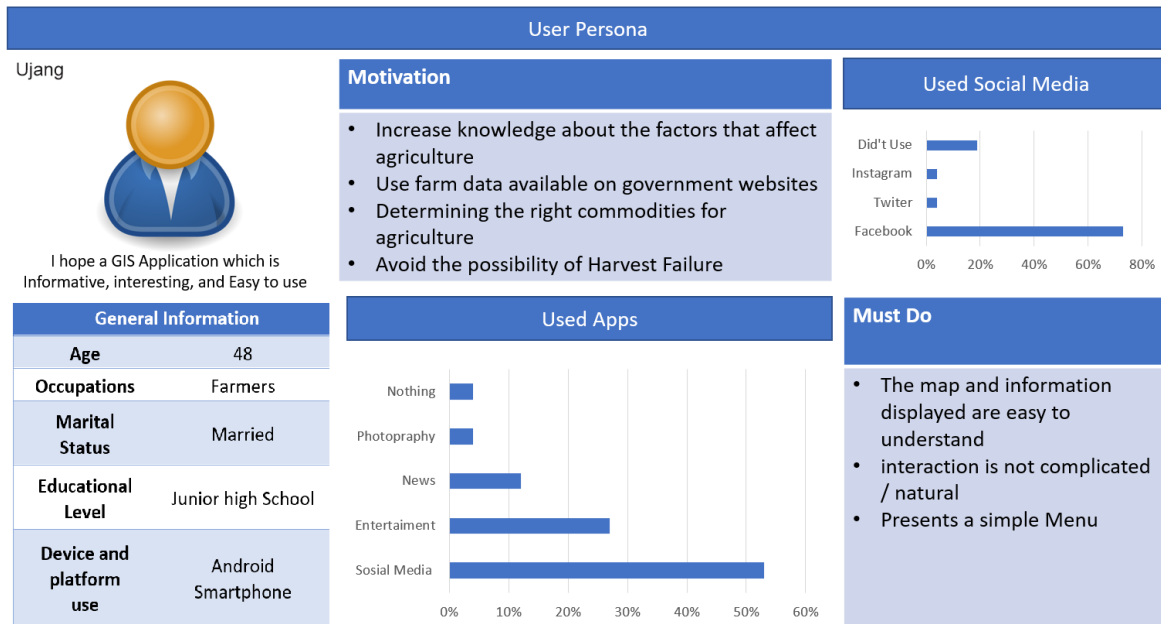 User Persona
Ujang
I hope a GIS Application which is
Informative, interesting, and Easy to use
General Information
Age 48
Occupations Farmers
Marital
Status
Married
Educational
Level
Junior high School
Device and
platform
use
Android
Smartphone
Motivation
• Increase knowledge about the factors that affect
agriculture
• Use farm data available on government websites
• Determining the right commodities for
agriculture
• Avoid the possibility of Harvest Failure
Used Apps
Nothing
Photopraphy
News
Entertaiment
Sosial Media
0% 10% 20% 30% 40% 50% 60%
Used Social Media
Did't Use
Instagram
Twiter
Facebook
0% 20% 40% 60% 80%
Must Do
• The map and information
displayed are easy to
understand
• interaction is not complicated
/ natural
• Presents a simple Menu